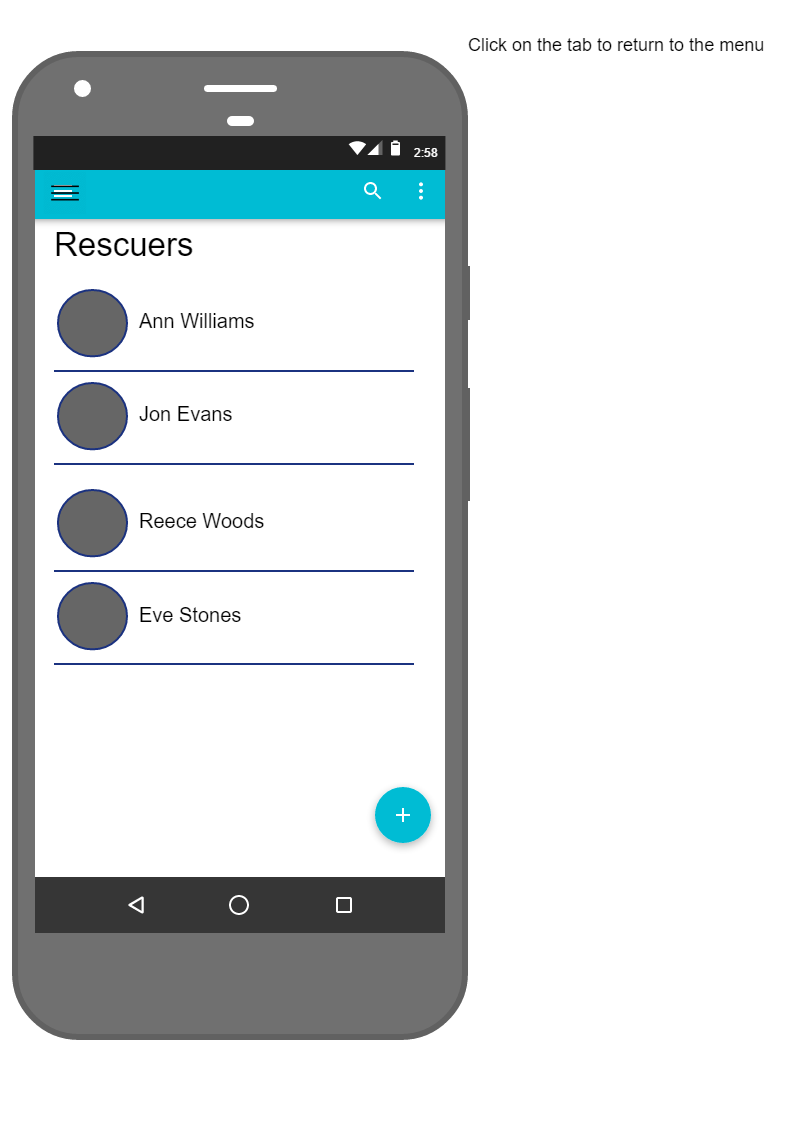 Click on the tab to return to the menu
2:58
Rescuers
Ann Williams
Jon Evans
Reece Woods
Eve Stones